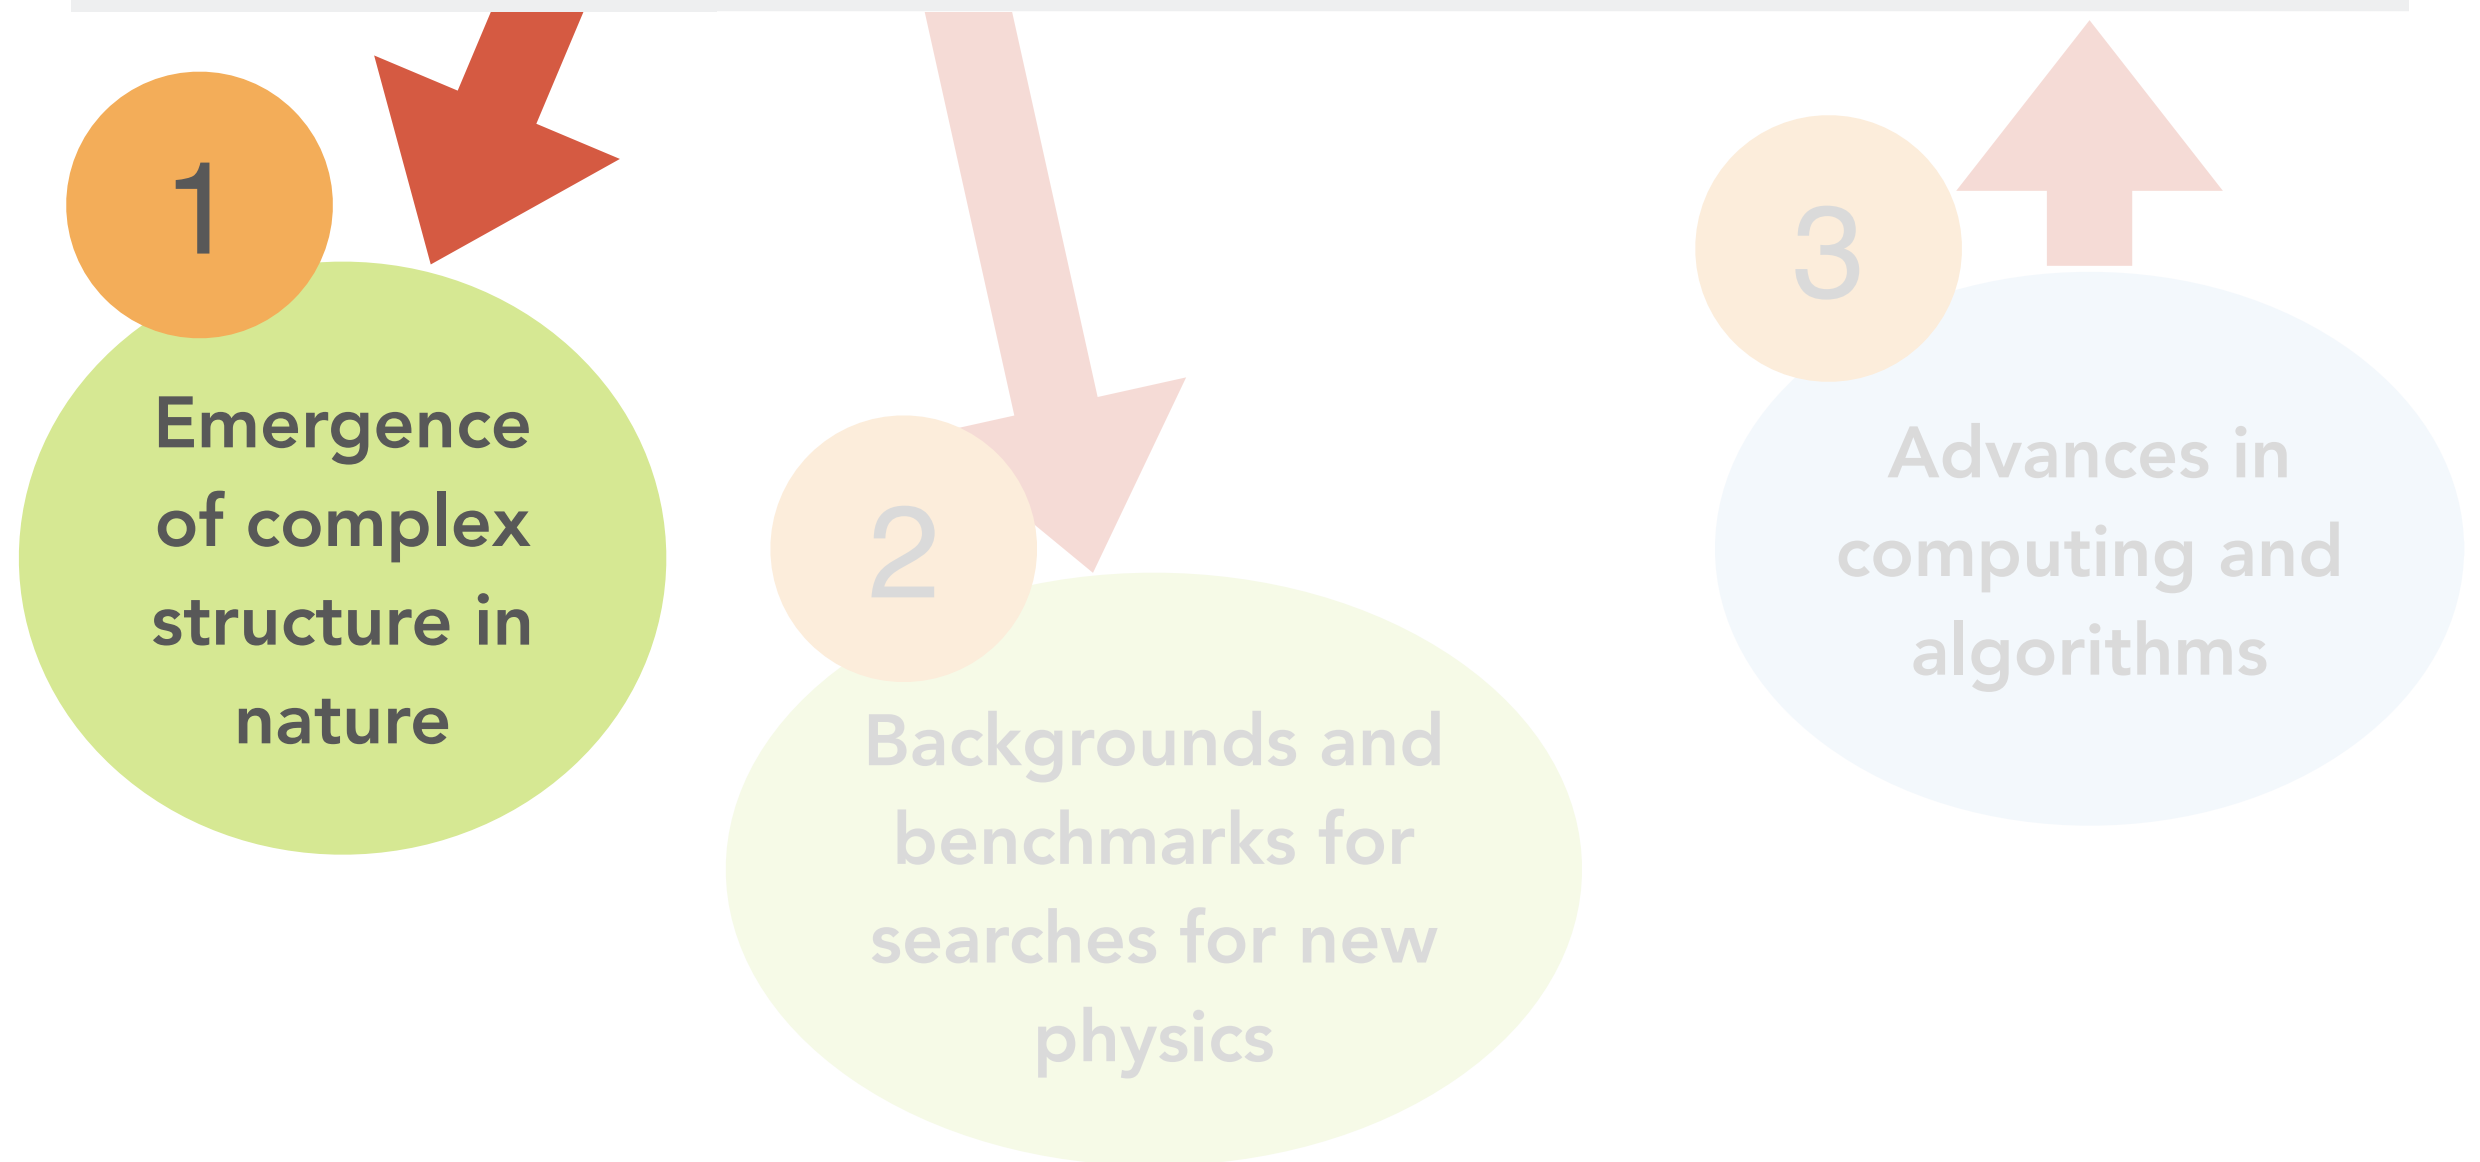 1
Emergence
of complex
structure in
nature
2
Backgrounds and
benchmarks for
searches for new
physics
3
Advances in
computing and
algorithms